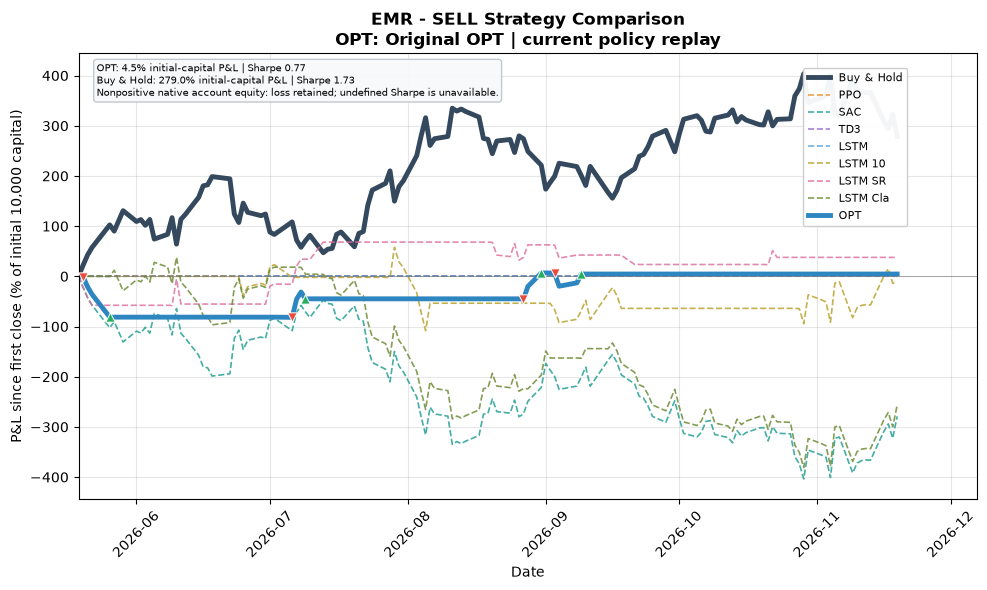 EMR - SELL Strategy Comparison
OPT: Original OPT | current policy replay
OPT: 4.5% initial-capital P&L | Sharpe 0.77
Buy & Hold: 279.0% initial-capital P&L | Sharpe 1.73
Nonpositive native account equity: loss retained; undefined Sharpe is unavailable.
Buy & Hold
PPO
SAC
TD3
LSTM
LSTM 10
LSTM SR
LSTM Cla
OPT
P&L since first close (% of initial 10,000 capital)
400
300
200
100
0
−100
−200
−300
−400
2026-06
2026-07
2026-08
2026-09
2026-10
2026-11
2026-12
Date